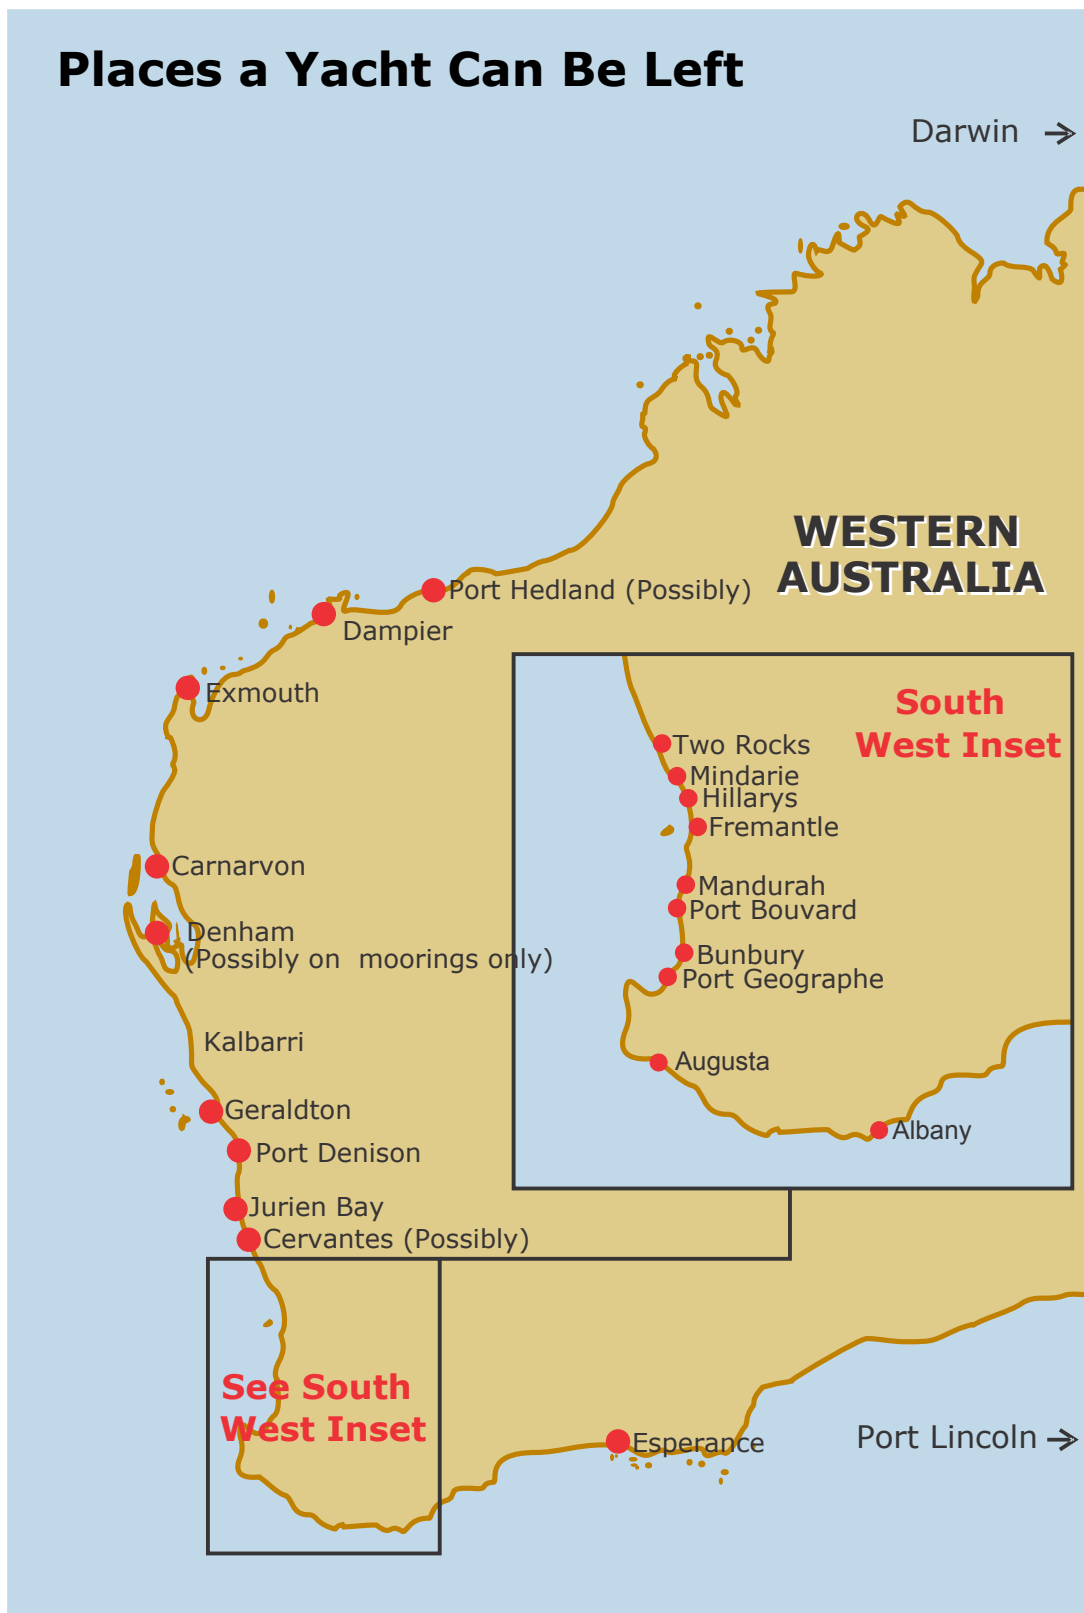 Places a Yacht Can Be Left
Darwin
WESTERN
AUSTRALIA
Port Hedland (Possibly)
Dampier
Exmouth
South
West Inset
Two Rocks
Mindarie
Hillarys
Fremantle
Carnarvon
Mandurah
Port Bouvard
Denham
(Possibly on moorings only)
Bunbury
Port Geographe
Kalbarri
Augusta
Geraldton
Albany
Port Denison
Jurien Bay
Cervantes (Possibly)
See South
West Inset
Esperance
Port Lincoln